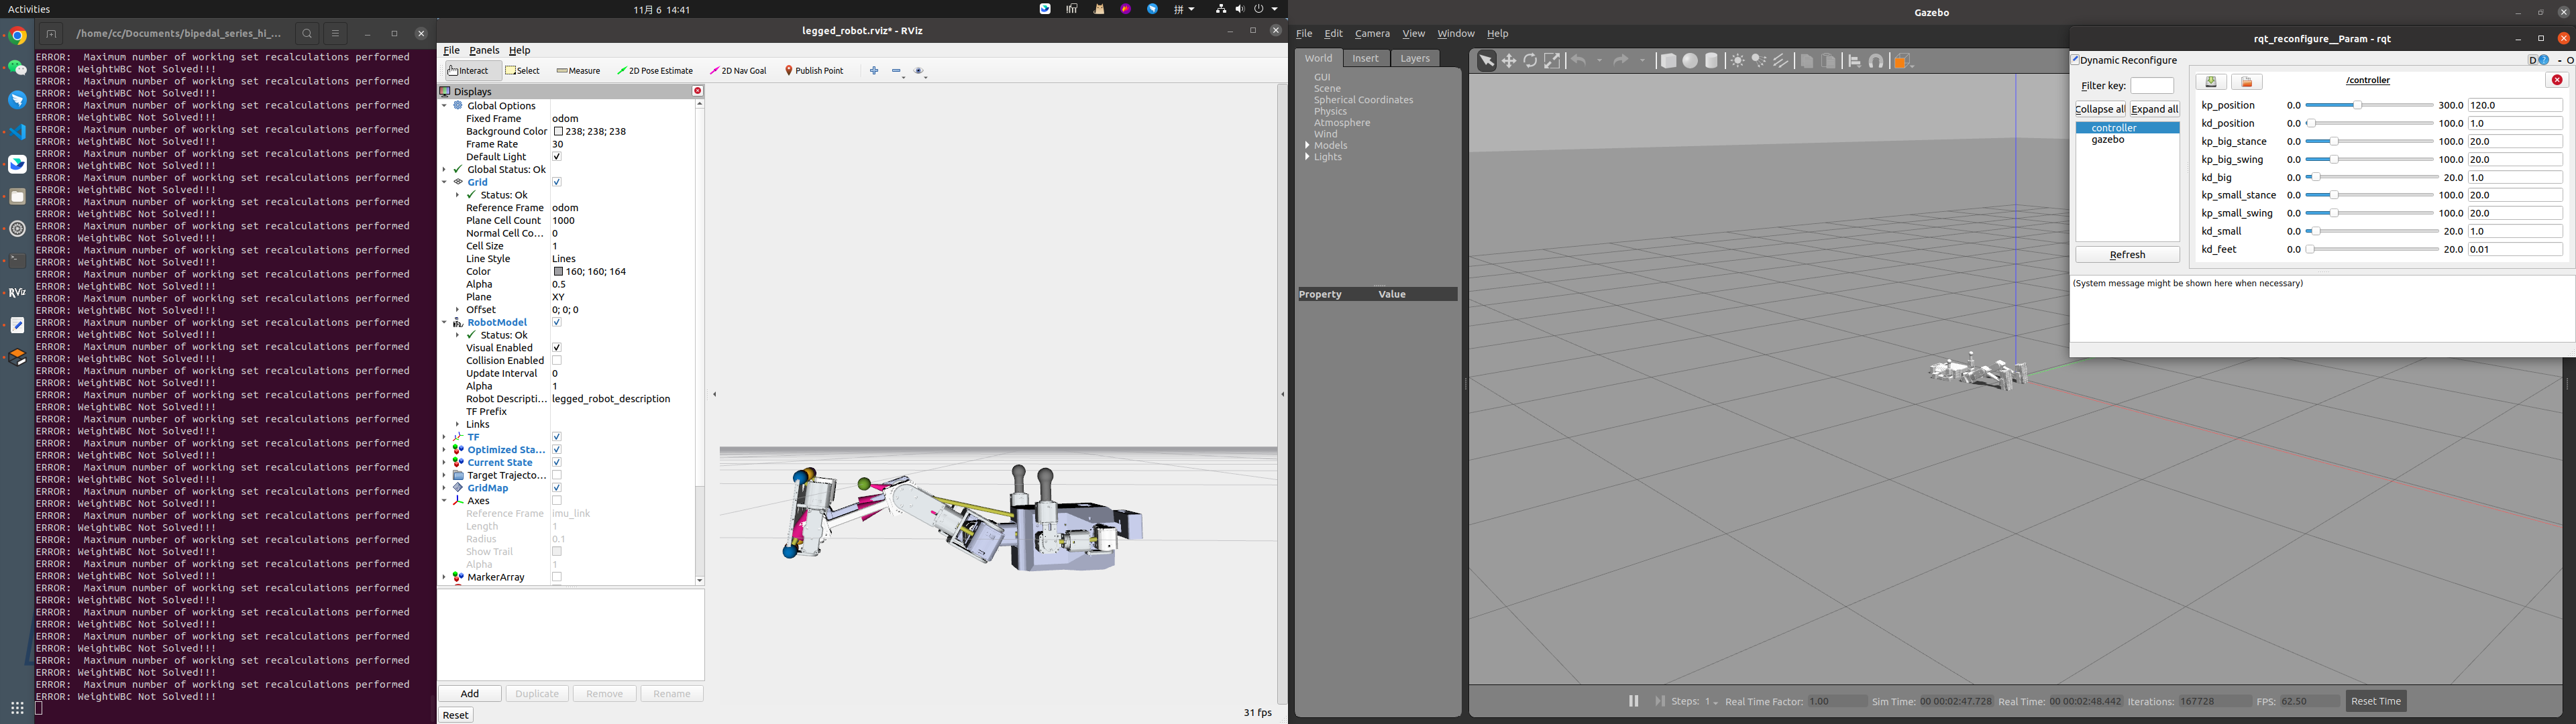 Activities
11月 6 14:41
拼
/home/cc/Documents/bipedal_series_hi_...
ERROR: Maximum number of working set recalculations performed
ERROR: WeightWBC Not Solved!!!
ERROR: Maximum number of working set recalculations performed
ERROR: WeightWBC Not Solved!!!
ERROR: Maximum number of working set recalculations performed
ERROR: WeightWBC Not Solved!!!
ERROR: Maximum number of working set recalculations performed
ERROR: WeightWBC Not Solved!!!
ERROR: Maximum number of working set recalculations performed
ERROR: WeightWBC Not Solved!!!
ERROR: Maximum number of working set recalculations performed
ERROR: WeightWBC Not Solved!!!
ERROR: Maximum number of working set recalculations performed
ERROR: WeightWBC Not Solved!!!
ERROR: Maximum number of working set recalculations performed
ERROR: WeightWBC Not Solved!!!
ERROR: Maximum number of working set recalculations performed
ERROR: WeightWBC Not Solved!!!
ERROR: Maximum number of working set recalculations performed
ERROR: WeightWBC Not Solved!!!
ERROR: Maximum number of working set recalculations performed
ERROR: WeightWBC Not Solved!!!
ERROR: Maximum number of working set recalculations performed
ERROR: WeightWBC Not Solved!!!
ERROR: Maximum number of working set recalculations performed
ERROR: WeightWBC Not Solved!!!
ERROR: Maximum number of working set recalculations performed
ERROR: WeightWBC Not Solved!!!
ERROR: Maximum number of working set recalculations performed
ERROR: WeightWBC Not Solved!!!
ERROR: Maximum number of working set recalculations performed
ERROR: WeightWBC Not Solved!!!
ERROR: Maximum number of working set recalculations performed
ERROR: WeightWBC Not Solved!!!
ERROR: Maximum number of working set recalculations performed
ERROR: WeightWBC Not Solved!!!
ERROR: Maximum number of working set recalculations performed
ERROR: WeightWBC Not Solved!!!
ERROR: Maximum number of working set recalculations performed
ERROR: WeightWBC Not Solved!!!
ERROR: Maximum number of working set recalculations performed
ERROR: WeightWBC Not Solved!!!
ERROR: Maximum number of working set recalculations performed
ERROR: WeightWBC Not Solved!!!
ERROR: Maximum number of working set recalculations performed
ERROR: WeightWBC Not Solved!!!
ERROR: Maximum number of working set recalculations performed
ERROR: WeightWBC Not Solved!!!
ERROR: Maximum number of working set recalculations performed
ERROR: WeightWBC Not Solved!!!
ERROR: Maximum number of working set recalculations performed
ERROR: WeightWBC Not Solved!!!
ERROR: Maximum number of working set recalculations performed
ERROR: WeightWBC Not Solved!!!
RViz
legged_robot.rviz* - RViz
File Panels Help
Interact Select Measure 2D Pose Estimate 2D Nav Goal Publish Point
Displays
Global Options
Fixed Frame odom
Background Color 238; 238; 238
Frame Rate 30
Default Light
Global Status: Ok
Grid
Status: Ok
Reference Frame odom
Plane Cell Count 1000
Normal Cell Co... 0
Cell Size 1
Line Style Lines
Color 160; 160; 164
Alpha 0.5
Plane XY
Offset 0; 0; 0
RobotModel
Status: Ok
Visual Enabled
Collision Enabled
Update Interval 0
Alpha 1
Robot Descripti... legged_robot_description
TF Prefix
Links
TF
Optimized Sta...
Current State
Target Trajecto...
GridMap
Axes
Reference Frame imu_link
Length 1
Radius 0.1
Show Trail
Alpha 1
MarkerArray
Add Duplicate Remove Rename
Reset
31 fps
Gazebo
File Edit Camera View Window Help
World Insert Layers
GUI
Scene
Spherical Coordinates
Physics
Atmosphere
Wind
Models
Lights
Property Value
Steps: 1 Real Time Factor: 1.00 Sim Time: 00 00:02:47.728 Real Time: 00 00:02:48.442 Iterations: 167728 FPS: 62.50 Reset Time
rqt_reconfigure__Param - rqt
Dynamic Reconfigure
D - O
Filter key:
Collapse all Expand all
controller
gazebo
Refresh
/controller
kp_position 0.0 300.0 120.0
kd_position 0.0 100.0 1.0
kp_big_stance 0.0 100.0 20.0
kp_big_swing 0.0 100.0 20.0
kd_big 0.0 20.0 1.0
kp_small_stance 0.0 100.0 20.0
kp_small_swing 0.0 100.0 20.0
kd_small 0.0 20.0 1.0
kd_feet 0.0 20.0 0.01
(System message might be shown here when necessary)